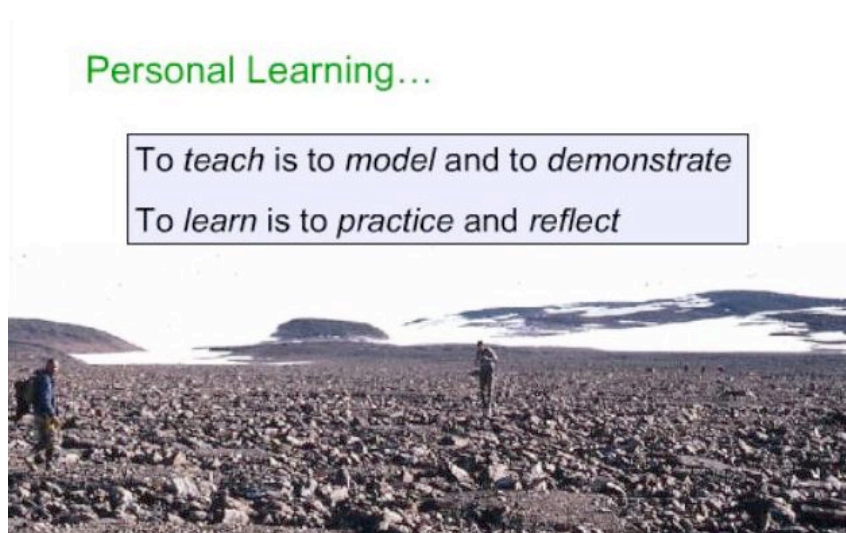 Personal Learning…
To teach is to model and to demonstrate
To learn is to practice and reflect